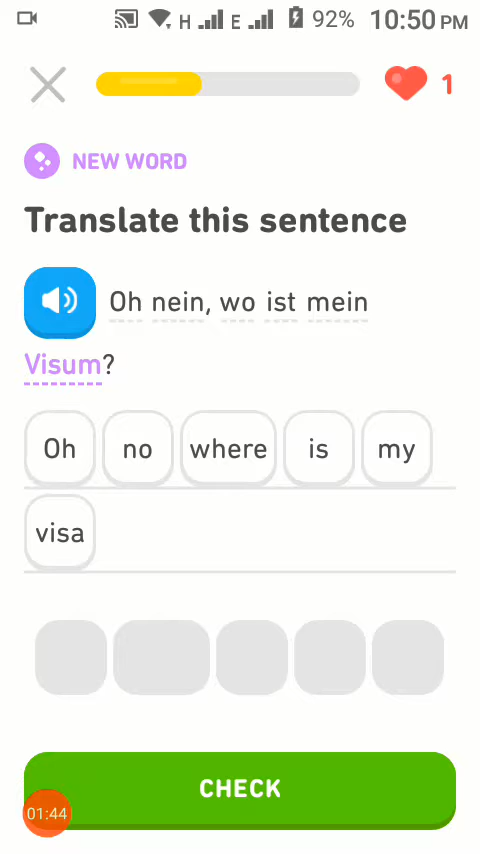 H E 92% 10:50 PM
1
NEW WORD
Translate this sentence
Oh nein, wo ist mein
Visum?
Oh no where is my
visa
CHECK
01:44